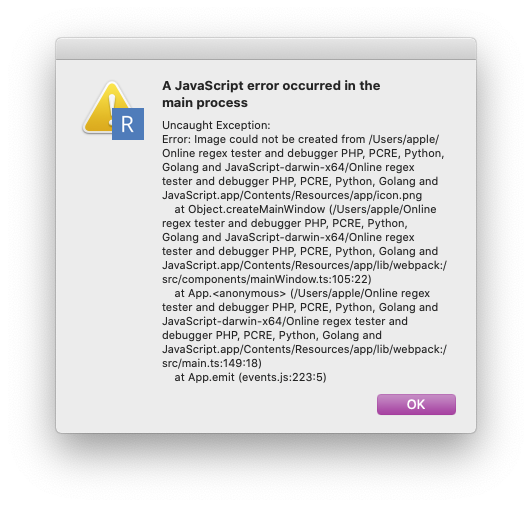 R
A JavaScript error occurred in the
main process
Uncaught Exception:
Error: Image could not be created from /Users/apple/
Online regex tester and debugger PHP, PCRE, Python,
Golang and JavaScript-darwin-x64/Online regex
tester and debugger PHP, PCRE, Python, Golang and
JavaScript.app/Contents/Resources/app/icon.png
at Object.createMainWindow (/Users/apple/Online
regex tester and debugger PHP, PCRE, Python,
Golang and JavaScript-darwin-x64/Online regex
tester and debugger PHP, PCRE, Python, Golang and
JavaScript.app/Contents/Resources/app/lib/webpack:/
src/components/mainWindow.ts:105:22)
at App.<anonymous> (/Users/apple/Online regex
tester and debugger PHP, PCRE, Python, Golang and
JavaScript-darwin-x64/Online regex tester and
debugger PHP, PCRE, Python, Golang and
JavaScript.app/Contents/Resources/app/lib/webpack:/
src/main.ts:149:18)
at App.emit (events.js:223:5)
OK